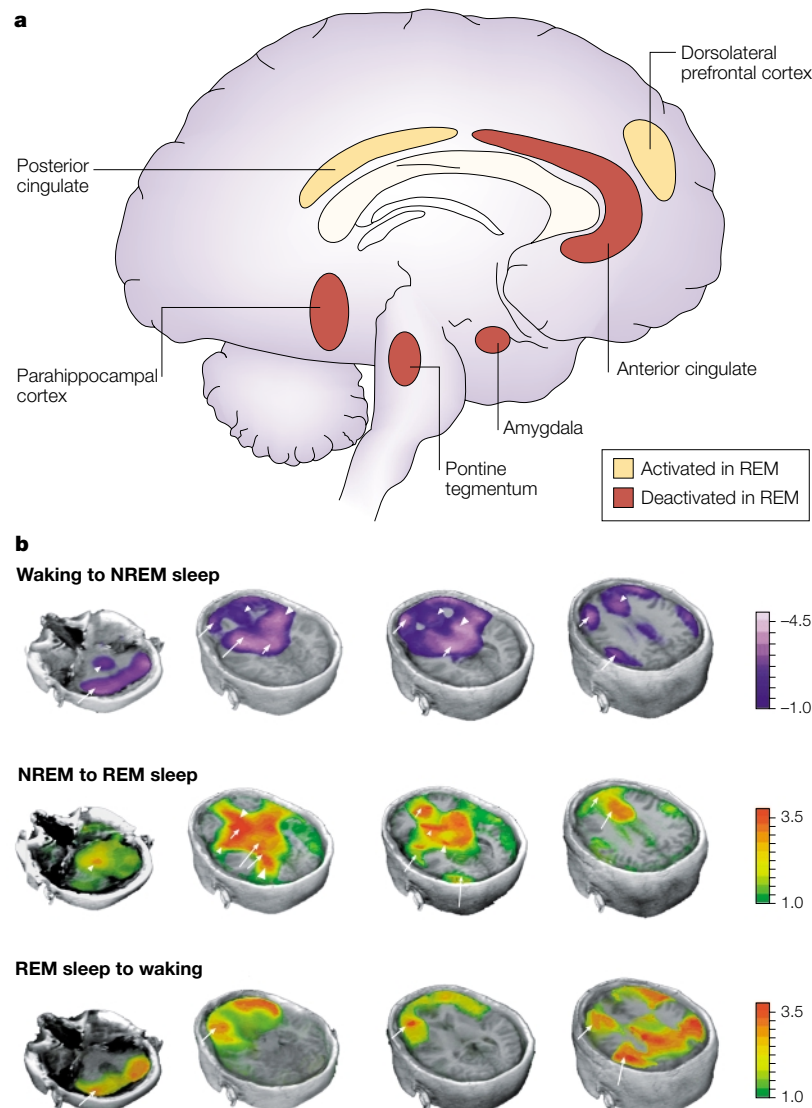 a
Dorsolateral
prefrontal cortex
Posterior
cingulate
Parahippocampal
cortex
Anterior cingulate
Amygdala
Pontine
tegmentum
Activated in REM
Deactivated in REM
b
Waking to NREM sleep
–4.5
–1.0
NREM to REM sleep
3.5
1.0
REM sleep to waking
3.5
1.0